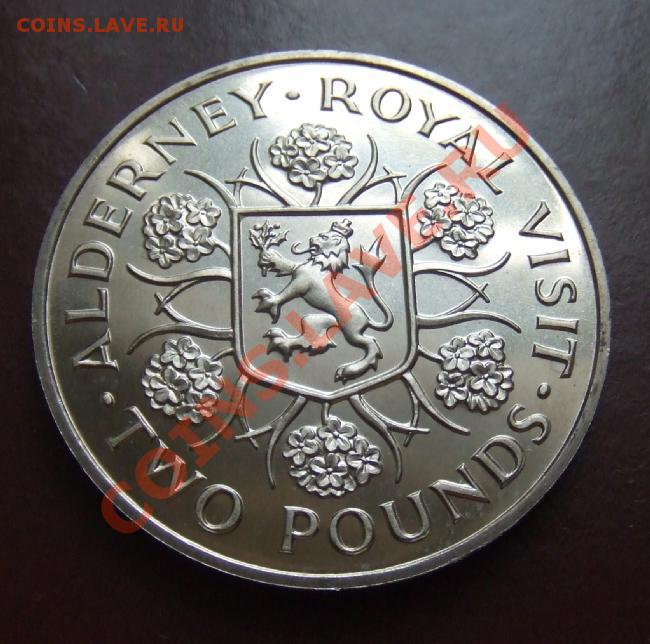 COINS.LAVE.RU
ALDERNEY · ROYAL VISIT ·
TWO POUNDS ·
COINS.LAVE.RU